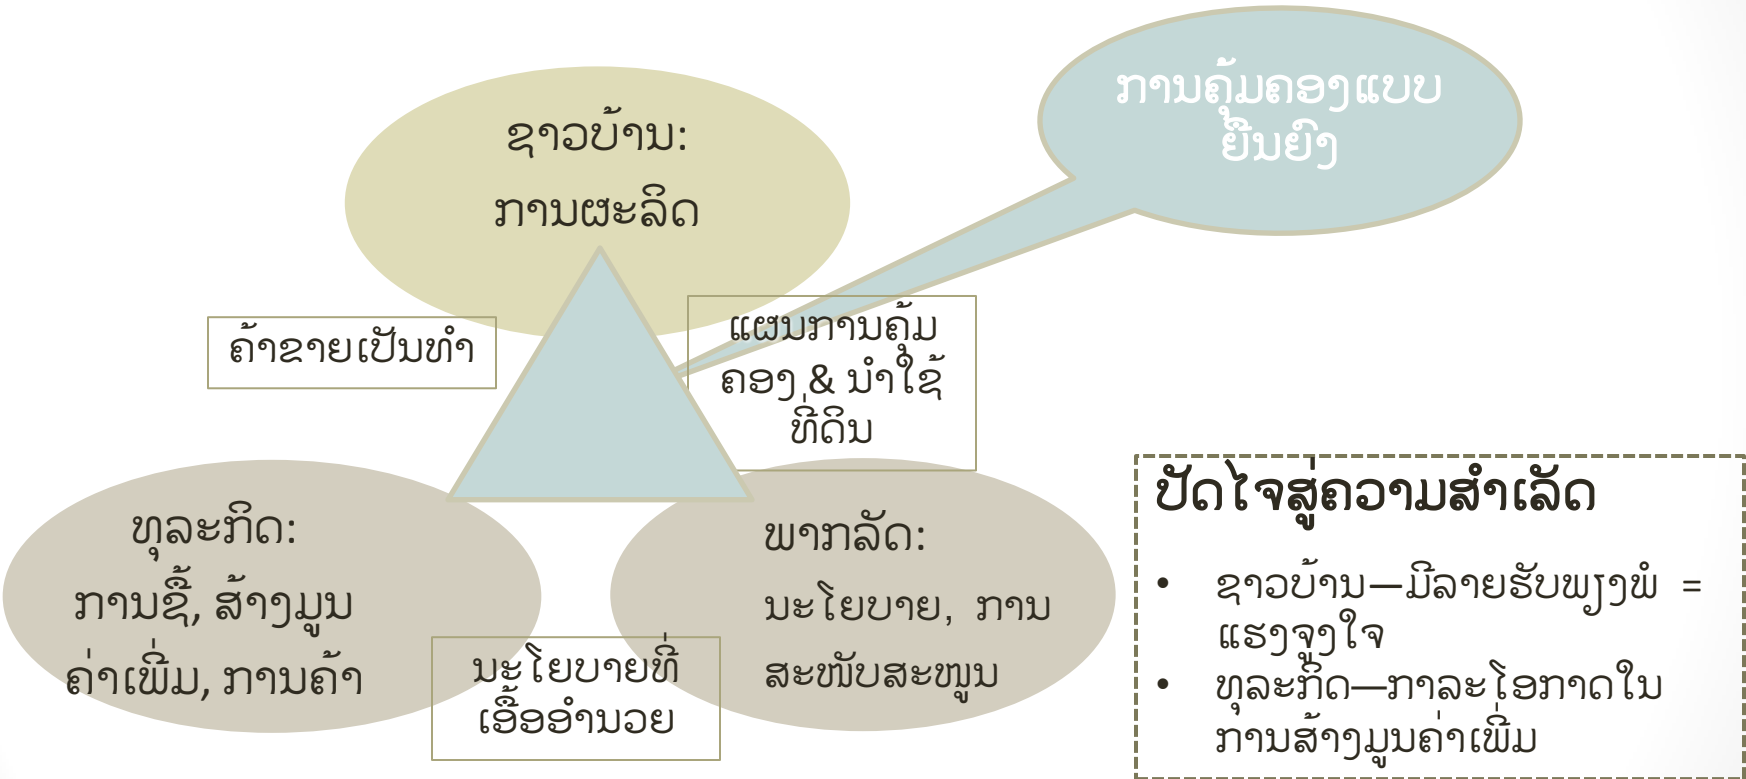 ຊາວບ້ານ:
ການຜະລິດ
ການຄຸ້ມຄອງແບບ
ຍືນຍົງ
ຄ້າຂາຍເປັນທຳ
ແຜນການຄຸ້ມ
ຄອງ & ນຳໃຊ້
ທີ່ດິນ
ທຸລະກິດ:
ການຊື້, ສ້າງມູນ
ຄ່າເພີ່ມ, ການຄ້າ
ພາກລັດ:
ນະໂຍບາຍ, ການ
ສະໜັບສະໜູນ
ນະໂຍບາຍທີ່
ເອື້ອອຳນວຍ
ປັດໄຈສູ່ຄວາມສຳເລັດ
• ຊາວບ້ານ—ມີລາຍຮັບພຽງພໍ =
ແຮງຈູງໃຈ
• ທຸລະກິດ—ກາລະໂອກາດໃນ
ການສ້າງມູນຄ່າເພີ່ມ